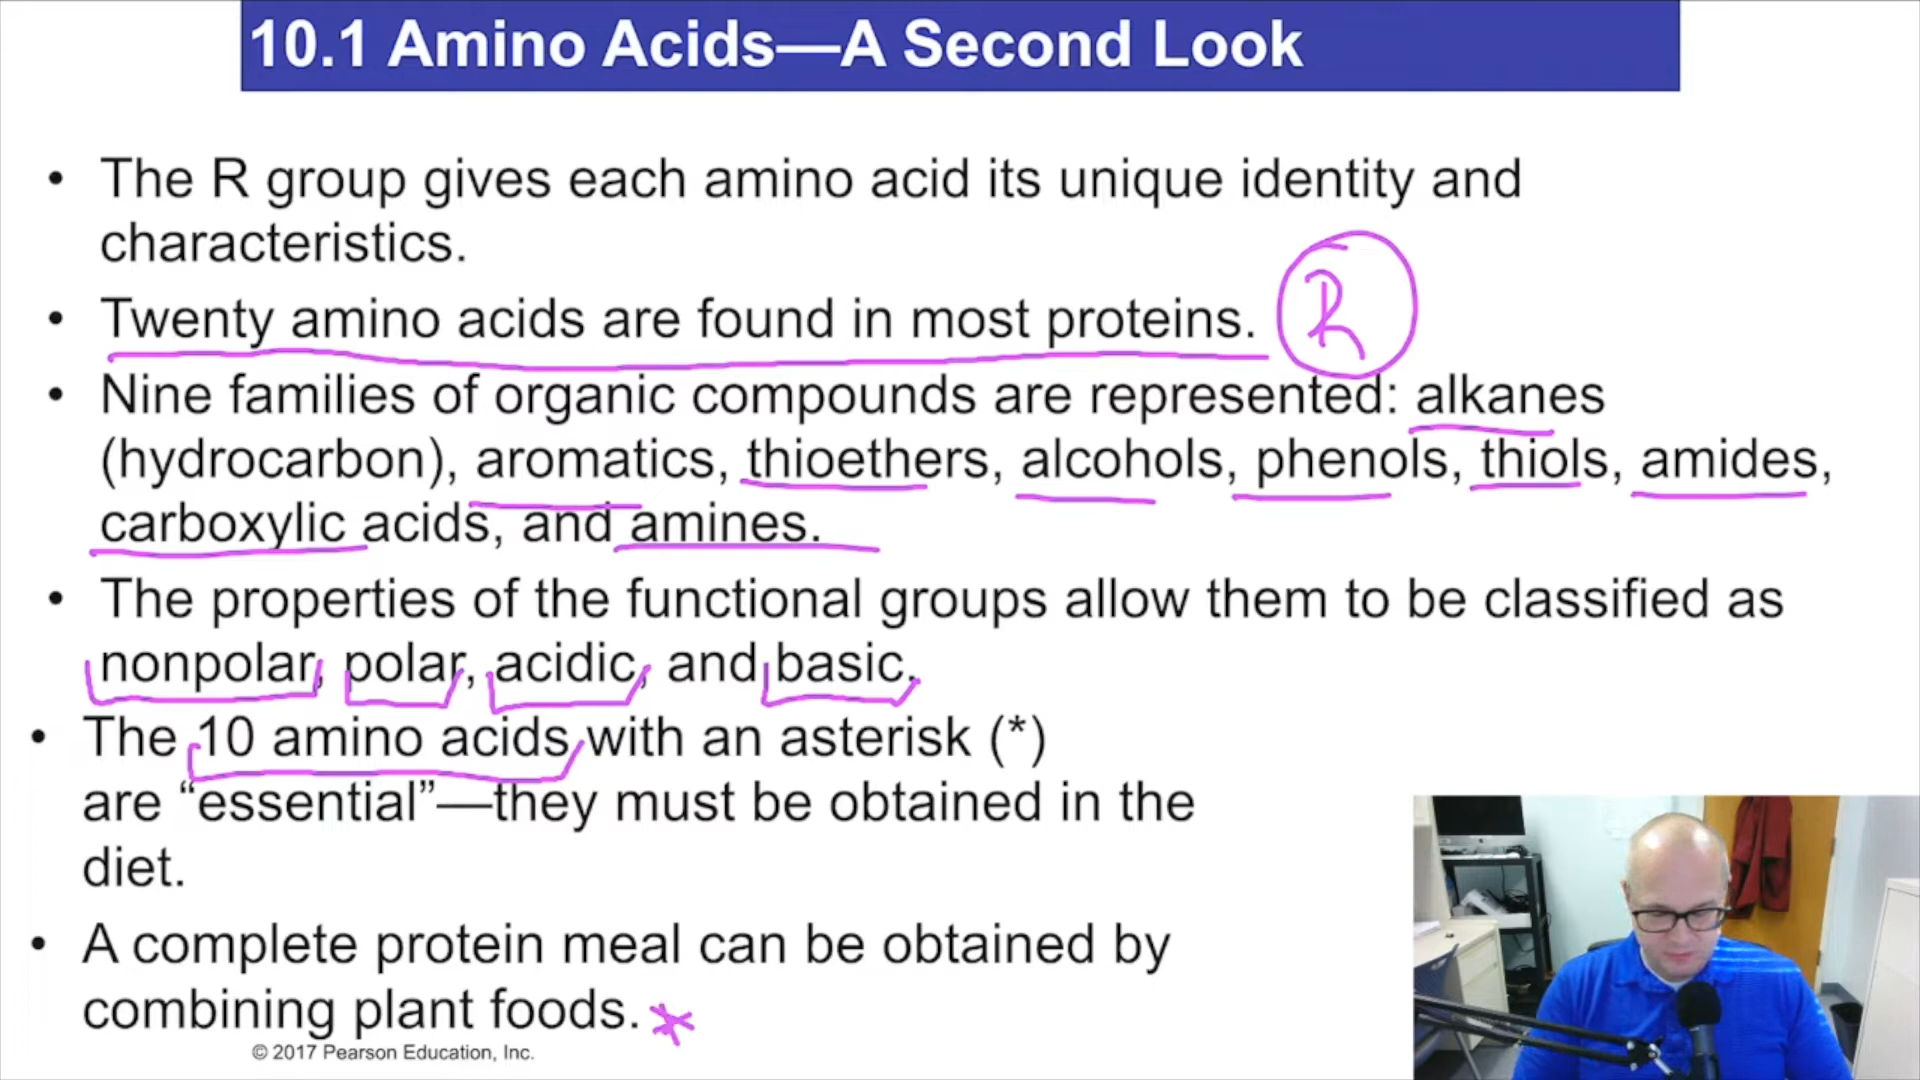 10.1 Amino Acids—A Second Look
• The R group gives each amino acid its unique identity and
characteristics.
• Twenty amino acids are found in most proteins.
R
• Nine families of organic compounds are represented: alkanes
(hydrocarbon), aromatics, thioethers, alcohols, phenols, thiols, amides,
carboxylic acids, and amines.
• The properties of the functional groups allow them to be classified as
nonpolar, polar, acidic, and basic.
• The 10 amino acids with an asterisk (*)
are “essential”—they must be obtained in the
diet.
• A complete protein meal can be obtained by
combining plant foods. *
© 2017 Pearson Education, Inc.